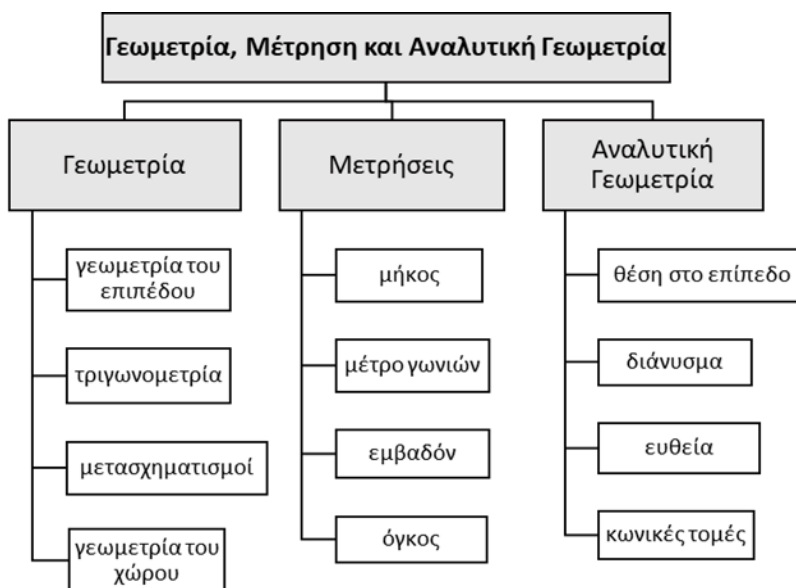 Γεωμετρία, Μέτρηση και Αναλυτική Γεωμετρία
Γεωμετρία
γεωμετρία του
επιπέδου
τριγωνομετρία
μετασχηματισμοί
γεωμετρία του
χώρου
Μετρήσεις
μήκος
μέτρο γωνιών
εμβαδόν
όγκος
Αναλυτική
Γεωμετρία
θέση στο επίπεδο
διάνυσμα
ευθεία
κωνικές τομές